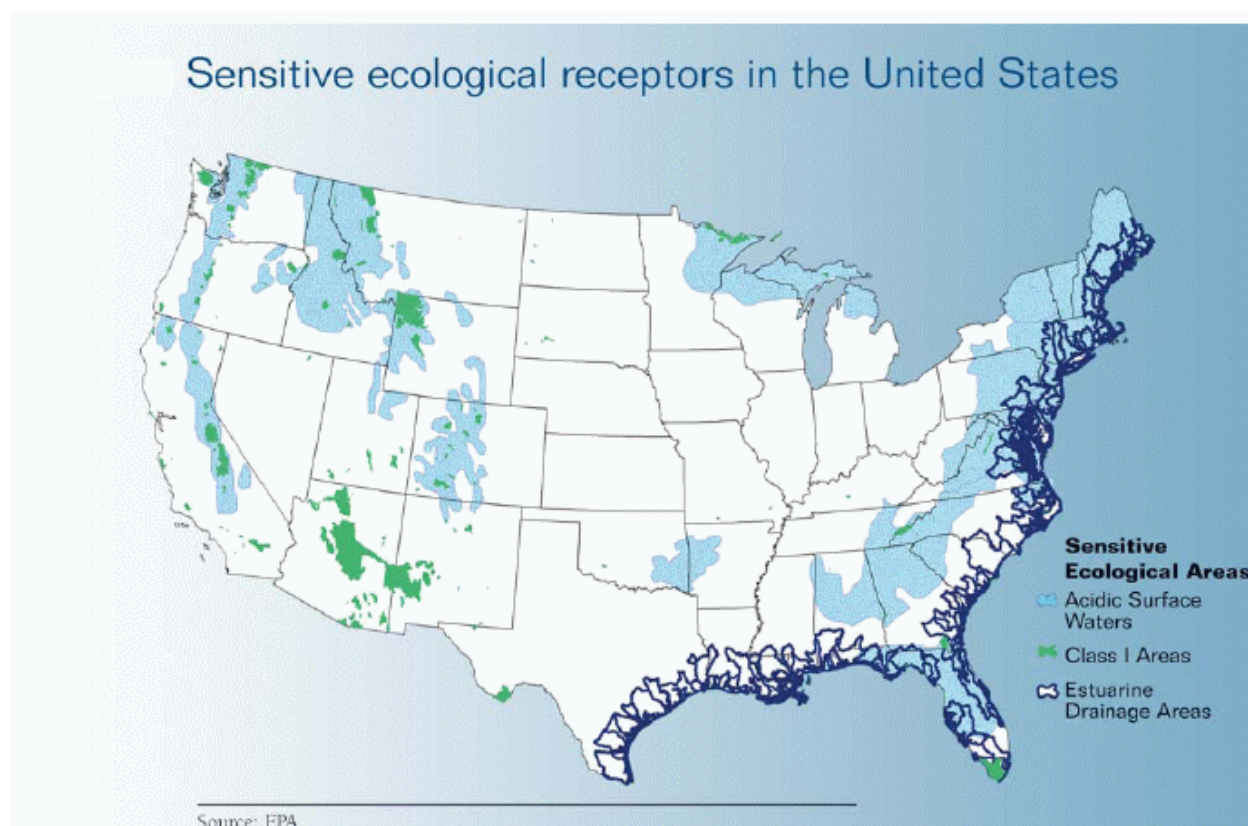 Sensitive ecological receptors in the United States
Sensitive
Ecological Areas
Acidic Surface
Waters
Class I Areas
Estuarine
Drainage Areas
Source: EPA